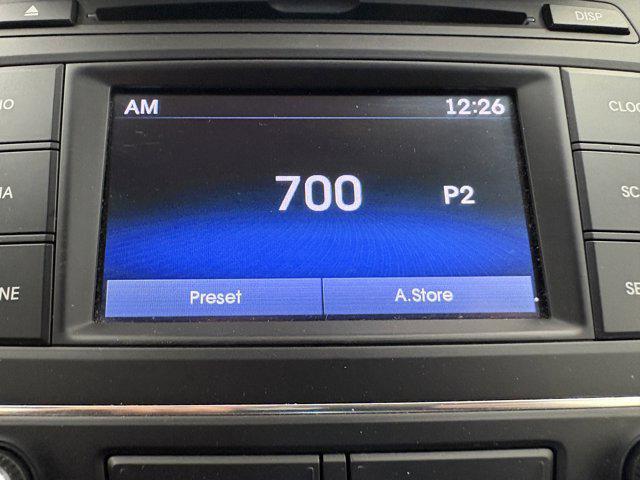 DISP
AM 12:26
700 P2
Preset A.Store